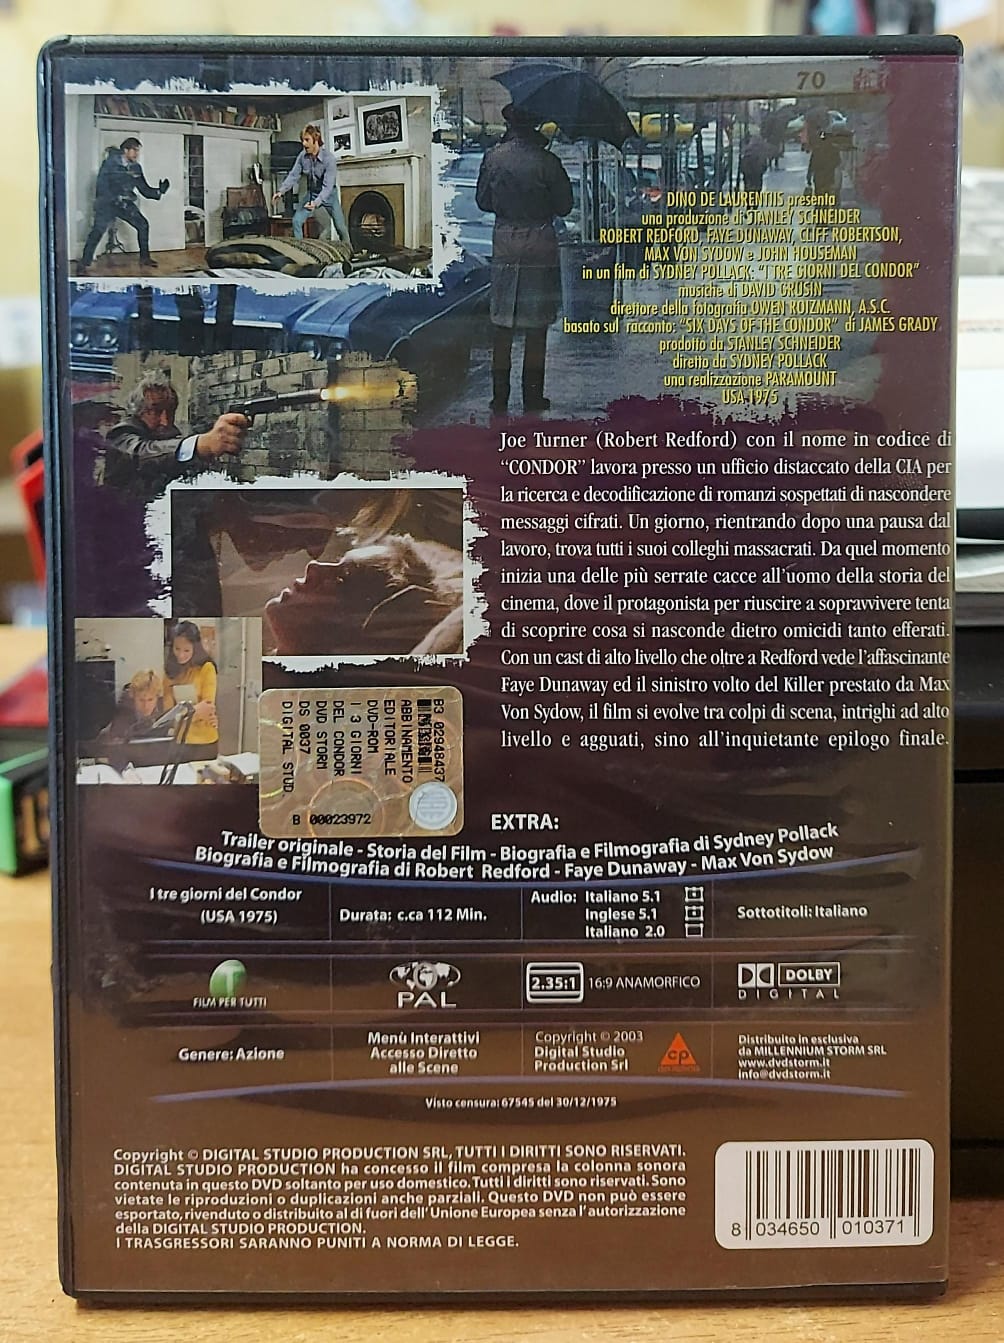 70
DINO DE LAURENTIIS presenta
una produzione di STANLEY SCHNEIDER
ROBERT REDFORD, FAYE DUNAWAY, CLIFF ROBERTSON,
MAX VON SYDOW e JOHN HOUSEMAN
in un film di SYDNEY POLLACK: "I TRE GIORNI DEL CONDOR"
musiche di DAVID GRUSIN
direttore della fotografia OWEN ROIZMANN, A.S.C.
basato sul racconto: "SIX DAYS OF THE CONDOR" di JAMES GRADY
prodotto da STANLEY SCHNEIDER
diretto da SYDNEY POLLACK
una realizzazione PARAMOUNT
USA 1975
Joe Turner (Robert Redford) con il nome in codice di
“CONDOR” lavora presso un ufficio distaccato della CIA per
la ricerca e decodificazione di romanzi sospettati di nascondere
messaggi cifrati. Un giorno, rientrando dopo una pausa dal
lavoro, trova tutti i suoi colleghi massacrati. Da quel momento
inizia una delle più serrate cacce all'uomo della storia del
cinema, dove il protagonista per riuscire a sopravvivere tenta
di scoprire cosa si nasconde dietro omicidi tanto efferati.
Con un cast di alto livello che oltre a Redford vede l'affascinante
Faye Dunaway ed il sinistro volto del Killer prestato da Max
Von Sydow, il film si evolve tra colpi di scena, intrighi ad alto
livello e agguati, sino all'inquietante epilogo finale.
B3 02848437
ABBINAMENTO
EDITORIALE
DVD-ROM
I 3 GIORNI
DEL CONDOR
DVD STORM
DS 0037
DIGITAL STUD.
B 00023972
EXTRA:
Trailer originale - Storia del Film - Biografia e Filmografia di Sydney Pollack
Biografia e Filmografia di Robert Redford - Faye Dunaway - Max Von Sydow
I tre giorni del Condor
(USA 1975)
Durata: c.ca 112 Min.
Audio: Italiano 5.1
Inglese 5.1
Italiano 2.0
Sottotitoli: Italiano
T
FILM PER TUTTI
PAL
2.35:1 16:9 ANAMORFICO
DOLBY
DIGITAL
Genere: Azione
Menù Interattivi
Accesso Diretto
alle Scene
Copyright © 2003
Digital Studio
Production Srl
cp
Distribuito in esclusiva
da MILLENNIUM STORM SRL
www.dvdstorm.it
info@dvdstorm.it
Visto censura: 67545 del 30/12/1975
Copyright © DIGITAL STUDIO PRODUCTION SRL, TUTTI I DIRITTI SONO RISERVATI.
DIGITAL STUDIO PRODUCTION ha concesso il film compresa la colonna sonora
contenuta in questo DVD soltanto per uso domestico. Tutti i diritti sono riservati. Sono
vietate le riproduzioni o duplicazioni anche parziali. Questo DVD non può essere
esportato, rivenduto o distribuito al di fuori dell' Unione Europea senza l'autorizzazione
della DIGITAL STUDIO PRODUCTION.
I TRASGRESSORI SARANNO PUNITI A NORMA DI LEGGE.
8 034650 010371